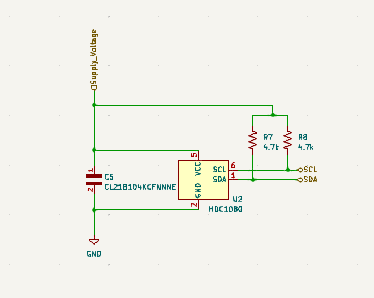 Supply_Voltage
R7
4.7k
R8
4.7k
5
VCC
C5
CL21B104KCFNNNE
1
2
SCL
6
SCL
SDA
1
SDA
GND
2
U2
HDC1080
GND